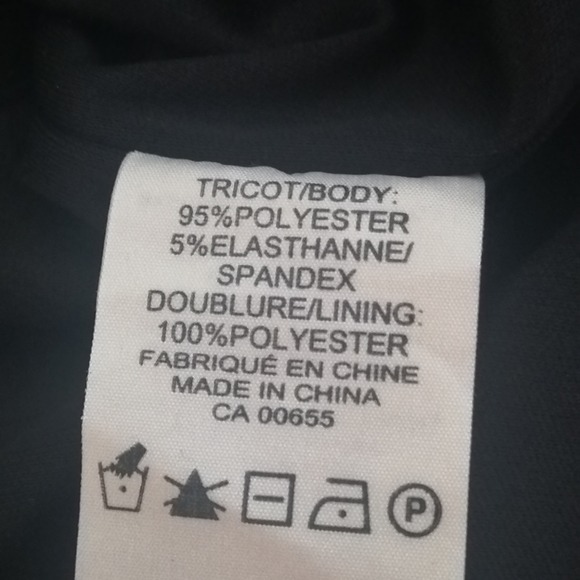 TRICOT/BODY:
95%POLYESTER
5%ELASTHANNE/
SPANDEX
DOUBLURE/LINING:
100%POLYESTER
FABRIQUÉ EN CHINE
MADE IN CHINA
CA 00655
P